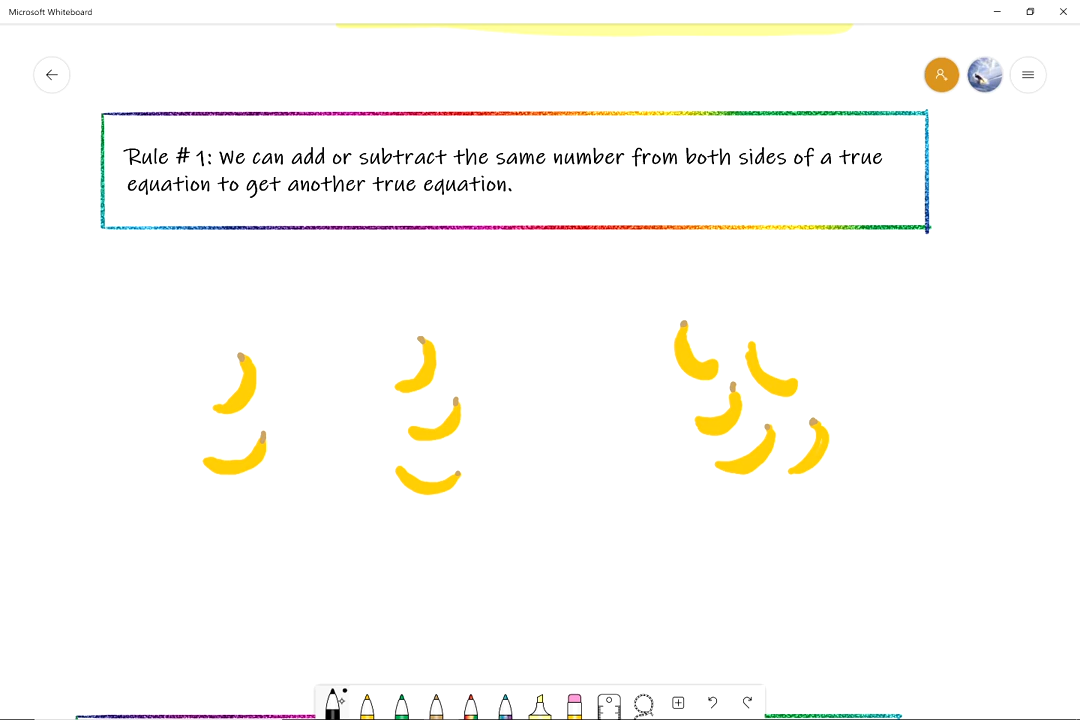 Microsoft Whiteboard
Rule # 1: We can add or subtract the same number from both sides of a true
equation to get another true equation.